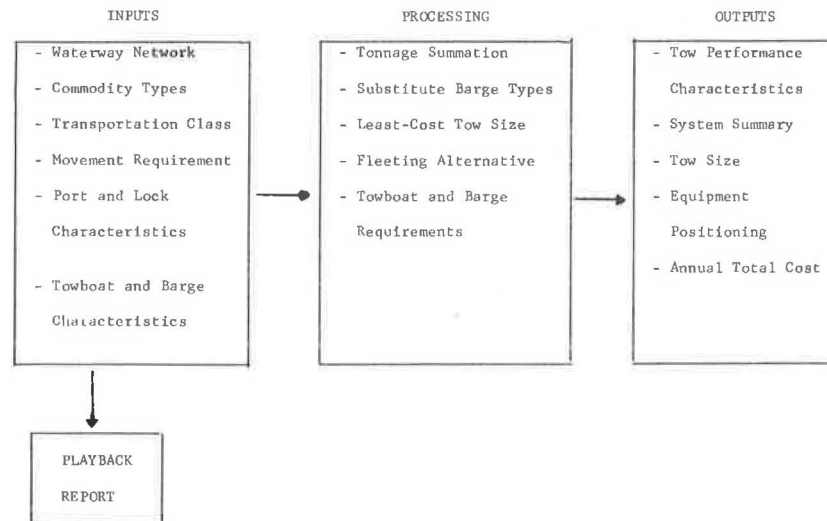 INPUTS
- Waterway Network
- Commodity Types
- Transportation Class
- Movement Requirement
- Port and Lock
Characteristics
- Towboat and Barge
Characteristics
PROCESSING
- Tonnage Summation
- Substitute Barge Types
- Least-Cost Tow Size
- Fleeting Alternative
- Towboat and Barge
Requirements
OUTPUTS
- Tow Performance
Characteristics
- System Summary
- Tow Size
- Equipment
Positioning
- Annual Total Cost
PLAYBACK
REPORT